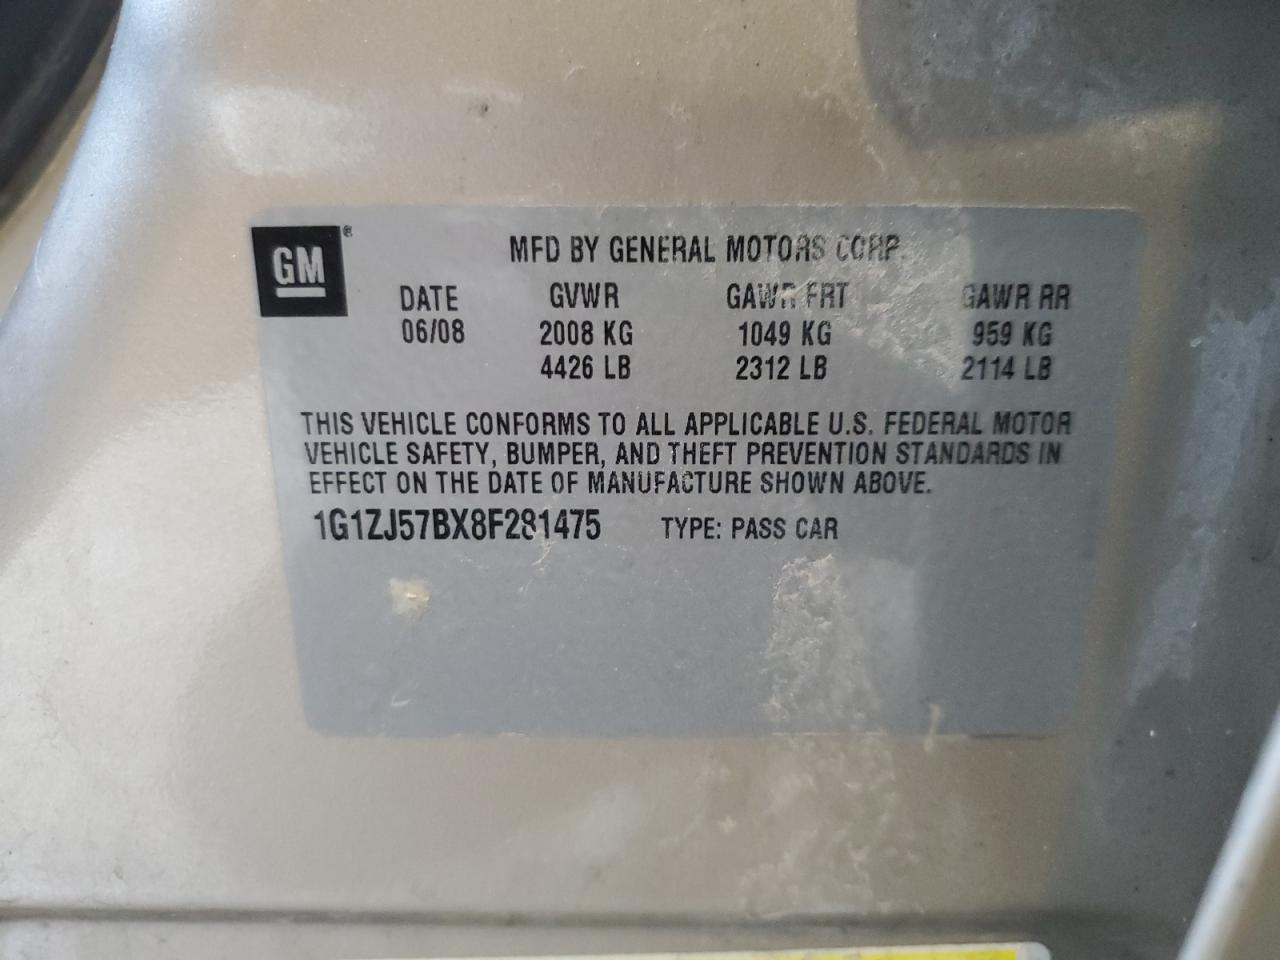 GM®
MFD BY GENERAL MOTORS CORP.
DATE GVWR GAWR FRT GAWR RR
06/08 2008 KG 1049 KG 959 KG
4426 LB 2312 LB 2114 LB
THIS VEHICLE CONFORMS TO ALL APPLICABLE U.S. FEDERAL MOTOR
VEHICLE SAFETY, BUMPER, AND THEFT PREVENTION STANDARDS IN
EFFECT ON THE DATE OF MANUFACTURE SHOWN ABOVE.
1G1ZJ57BX8F281475 TYPE: PASS CAR